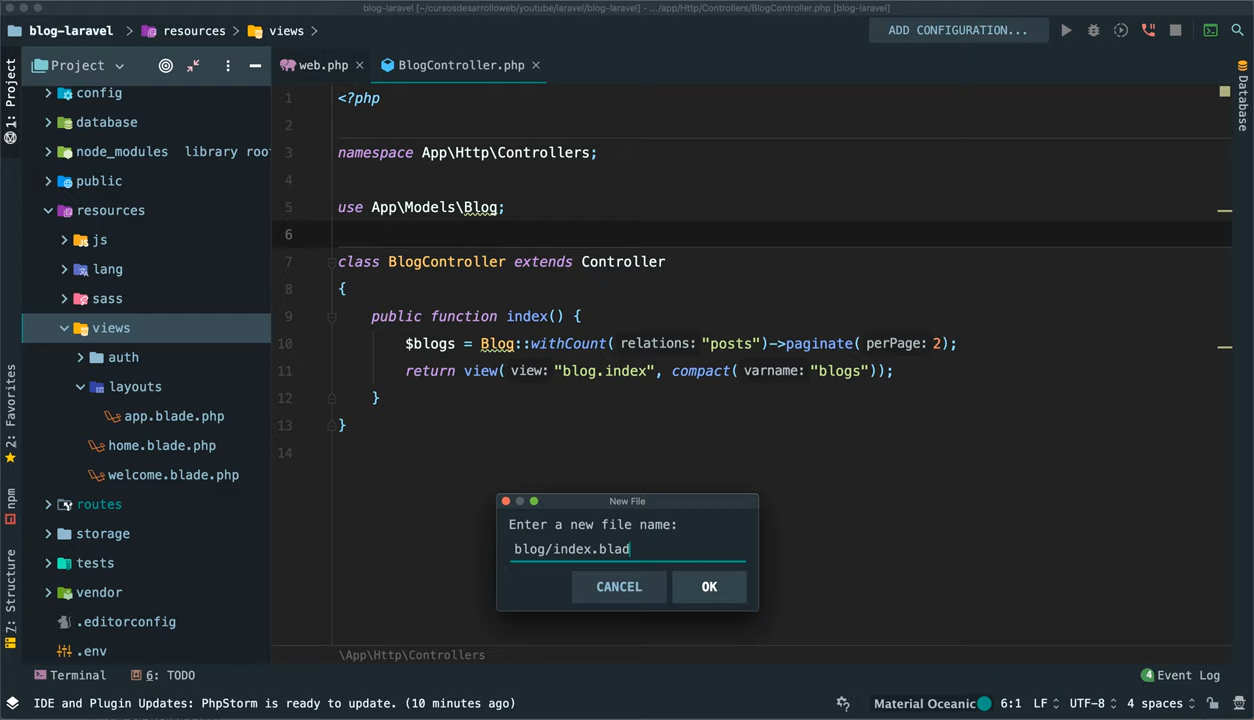 blog-laravel [~/cursosdesarrolloweb/youtube/laravel/blog-laravel] - .../app/Http/Controllers/BlogController.php [blog-laravel]
blog-laravel > resources > views >
ADD CONFIGURATION...
Project
web.php
BlogController.php
1: Project
2: Favorites
npm
7: Structure
Database
config
database
node_modules library roo
public
resources
js
lang
sass
views
auth
layouts
app.blade.php
home.blade.php
welcome.blade.php
routes
storage
tests
vendor
.editorconfig
.env
1 <?php
2
3 namespace App\Http\Controllers;
4
5 use App\Models\Blog;
6
7 class BlogController extends Controller
8 {
9 public function index() {
10 $blogs = Blog::withCount( relations: "posts")->paginate( perPage: 2);
11 return view( view: "blog.index", compact( varname: "blogs"));
12 }
13 }
14
New File
Enter a new file name:
blog/index.blad
CANCEL
OK
\App\Http\Controllers
Terminal
6: TODO
4 Event Log
IDE and Plugin Updates: PhpStorm is ready to update. (10 minutes ago)
Material Oceanic
6:1 LF UTF-8 4 spaces